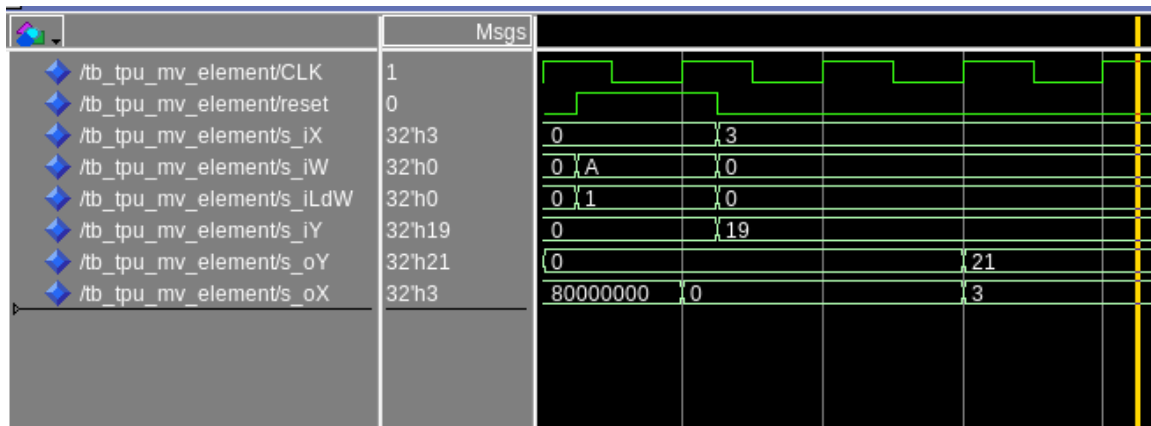 Msgs
/tb_tpu_mv_element/CLK 1
/tb_tpu_mv_element/reset 0
/tb_tpu_mv_element/s_iX 32'h3 0 3
/tb_tpu_mv_element/s_iW 32'h0 0 A 0
/tb_tpu_mv_element/s_iLdW 32'h0 0 1 0
/tb_tpu_mv_element/s_iY 32'h19 0 19
/tb_tpu_mv_element/s_oY 32'h21 0 21
/tb_tpu_mv_element/s_oX 32'h3 80000000 0 3